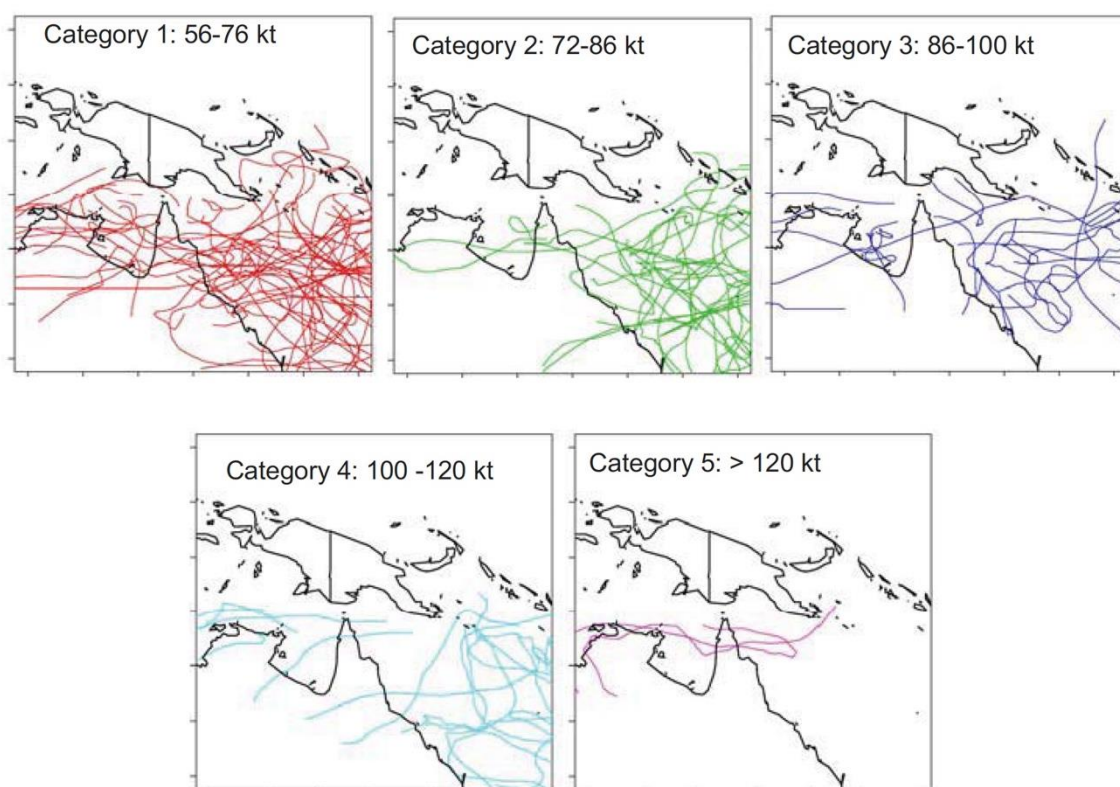 Category 1: 56-76 kt
Category 2: 72-86 kt
Category 3: 86-100 kt
Category 4: 100 -120 kt
Category 5: > 120 kt